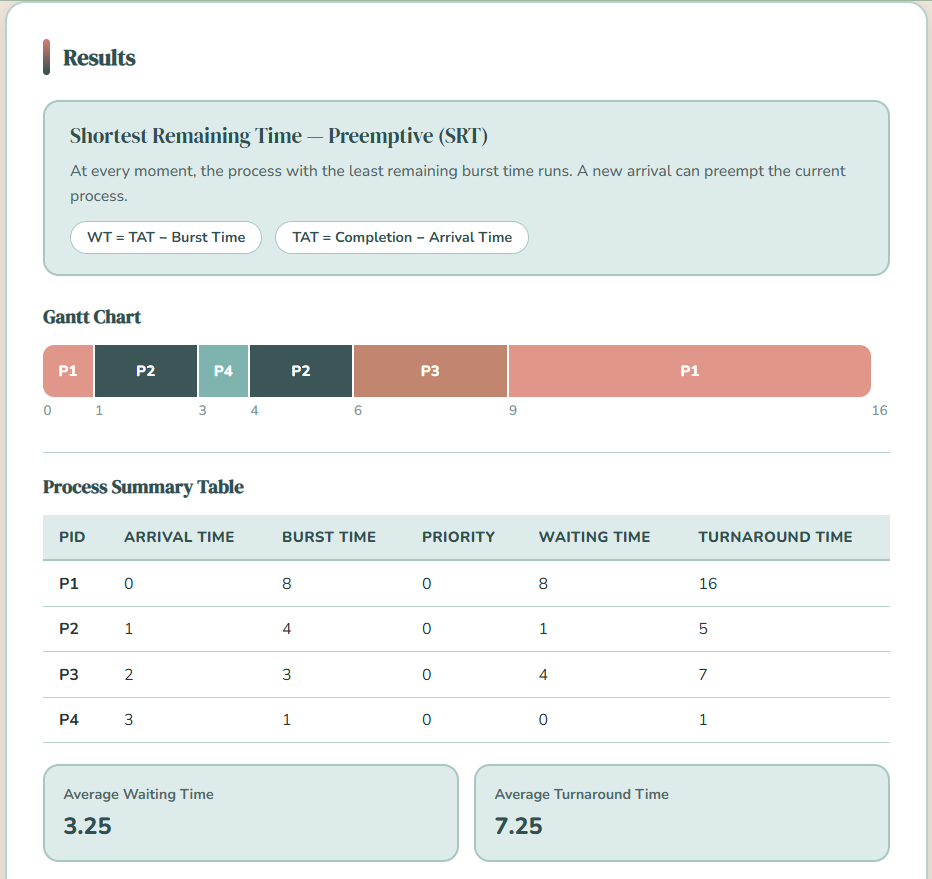 Results
Shortest Remaining Time — Preemptive (SRT)
At every moment, the process with the least remaining burst time runs. A new arrival can preempt the current
process.
WT = TAT − Burst Time TAT = Completion − Arrival Time
Gantt Chart
P1 P2 P4 P2 P3 P1
0 1 3 4 6 9 16
Process Summary Table
PID ARRIVAL TIME BURST TIME PRIORITY WAITING TIME TURNAROUND TIME
P1 0 8 0 8 16
P2 1 4 0 1 5
P3 2 3 0 4 7
P4 3 1 0 0 1
Average Waiting Time Average Turnaround Time
3.25 7.25